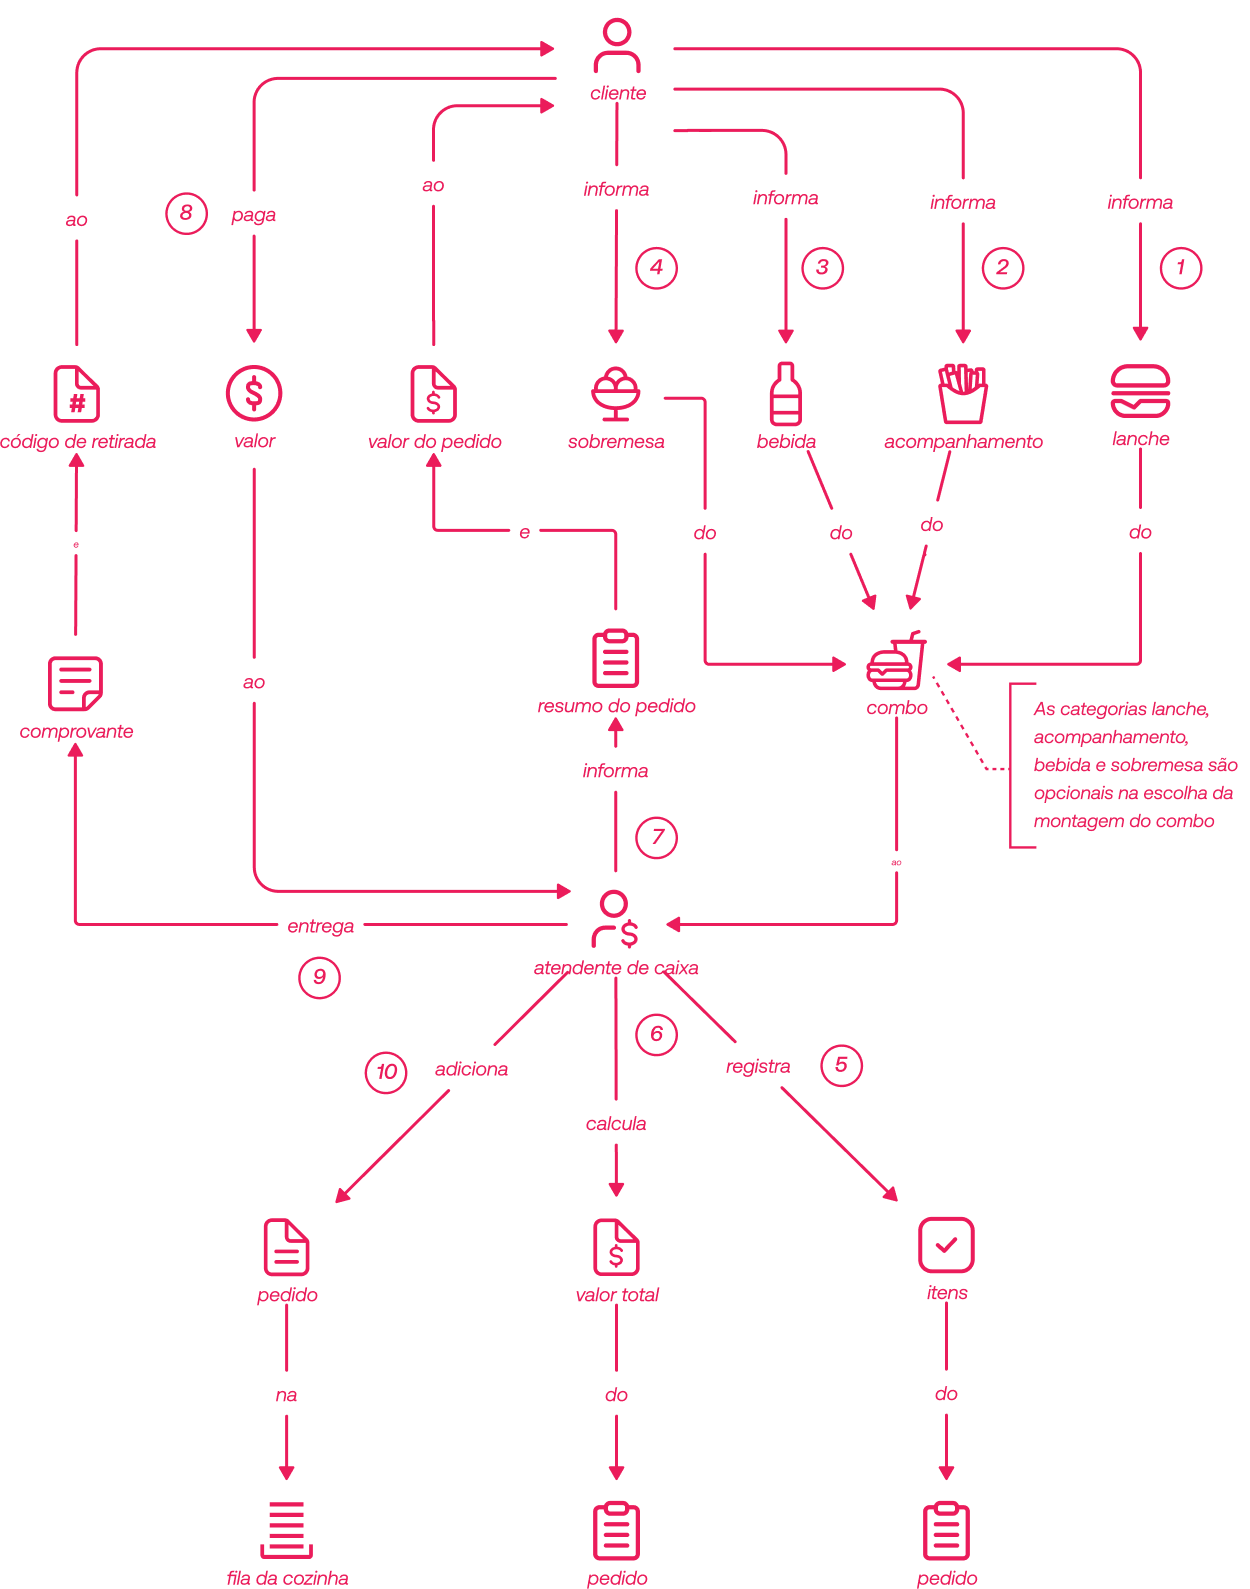 cliente
ao
8
paga
ao
informa
4
informa
3
informa
2
informa
1
#
$
$
código de retirada
valor
valor do pedido
sobremesa
bebida
acompanhamento
lanche
e
e
do
do
do
do
ao
comprovante
resumo do pedido
combo
As categorias lanche,
acompanhamento,
bebida e sobremesa são
opcionais na escolha da
montagem do combo
informa
7
ao
entrega
9
$
atendente de caixa
10
adiciona
6
calcula
registra
5
$
pedido
valor total
itens
na
do
do
fila da cozinha
pedido
pedido